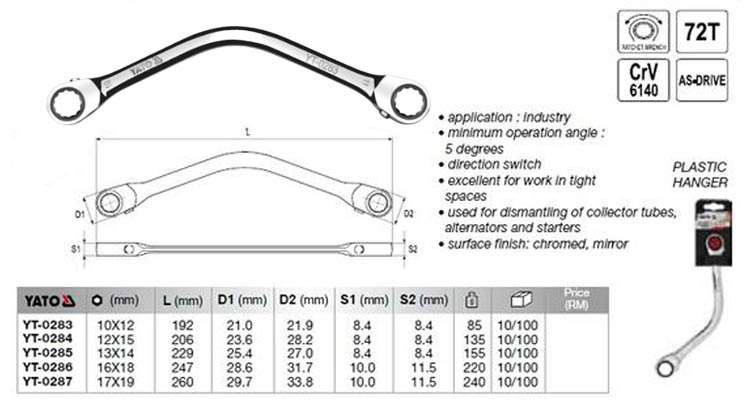 YATO
YT-0283
RATCHET WRENCH
72T
CrV
6140
AS-DRIVE
• application : industry
• minimum operation angle :
5 degrees
• direction switch
• excellent for work in tight
spaces
• used for dismantling of collector tubes,
alternators and starters
• surface finish: chromed, mirror
PLASTIC
HANGER
L
D1
D2
S1
S2
YATO (mm) L (mm) D1 (mm) D2 (mm) S1 (mm) S2 (mm) Price
(RM)
YT-0283 10X12 192 21.0 21.9 8.4 8.4 85 10/100
YT-0284 12X15 206 23.6 28.2 8.4 8.4 135 10/100
YT-0285 13X14 229 25.4 27.0 8.4 8.4 155 10/100
YT-0286 16X18 247 28.6 31.7 10.0 11.5 220 10/100
YT-0287 17X19 260 29.7 33.8 10.0 11.5 240 10/100